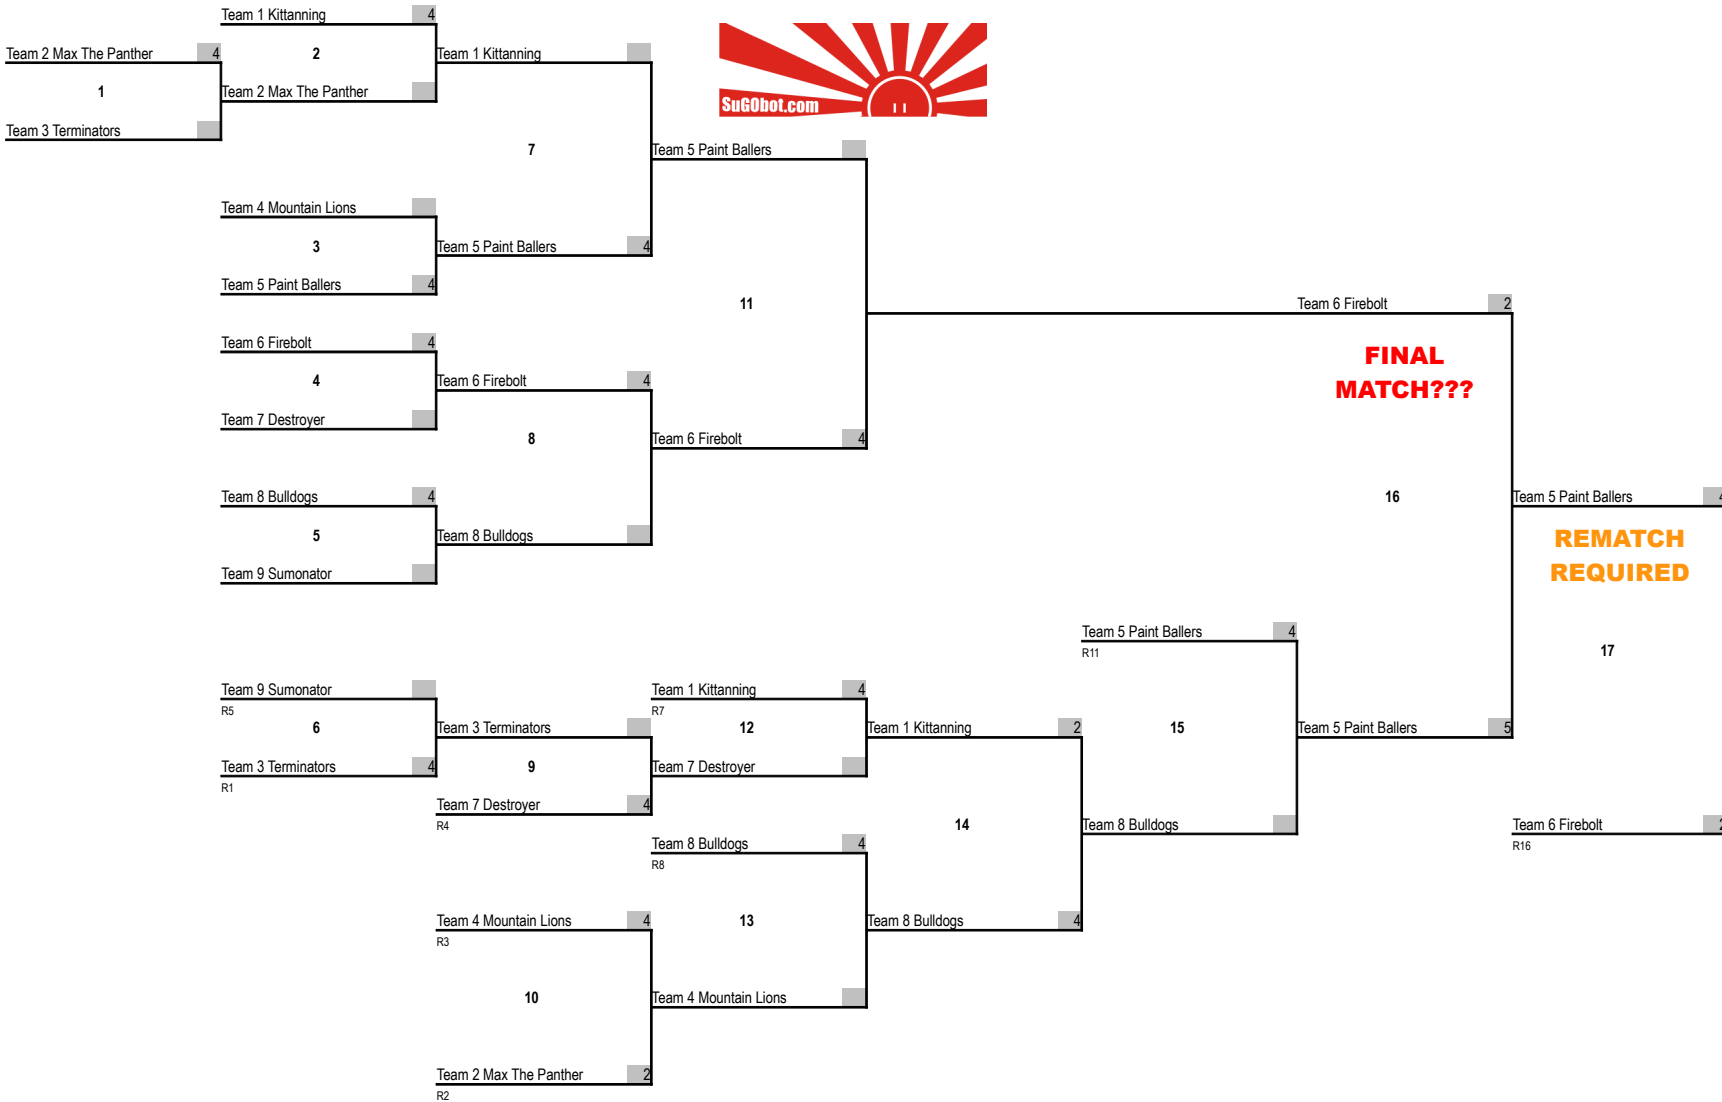 Team 1 Kittanning 4
Team 2 Max The Panther 4
2
Team 1 Kittanning
1
Team 2 Max The Panther
SuGObot.com
Team 3 Terminators
7
Team 5 Paint Ballers
Team 4 Mountain Lions
3
Team 5 Paint Ballers 4
Team 5 Paint Ballers 4
11
Team 6 Firebolt 2
Team 6 Firebolt 4
FINAL
MATCH???
4
Team 6 Firebolt 4
Team 7 Destroyer
8
Team 6 Firebolt 4
Team 8 Bulldogs 4
16
Team 5 Paint Ballers 4
5
Team 8 Bulldogs
REMATCH
REQUIRED
Team 9 Sumonator
Team 5 Paint Ballers 4
R11
17
Team 9 Sumonator
R5
Team 1 Kittanning 4
R7
6
Team 3 Terminators
12
Team 1 Kittanning 2
15
Team 5 Paint Ballers 5
Team 3 Terminators 4
R1
9
Team 7 Destroyer
Team 7 Destroyer 4
R4
14
Team 8 Bulldogs
Team 6 Firebolt 2
R16
Team 8 Bulldogs 4
R8
Team 4 Mountain Lions 4
R3
13
Team 8 Bulldogs 4
10
Team 4 Mountain Lions
Team 2 Max The Panther 2
R2